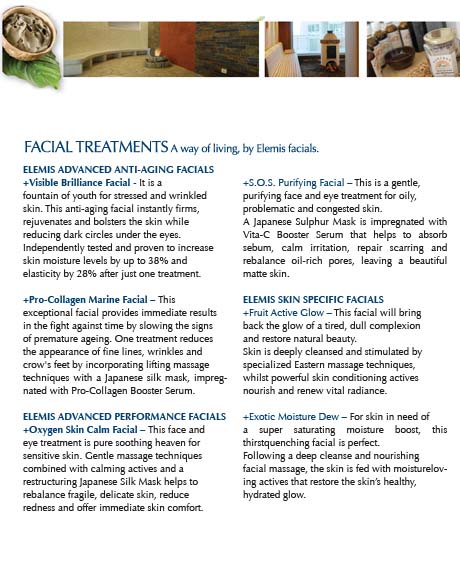 FACIAL TREATMENTS A way of living, by Elemis facials.
ELEMIS ADVANCED ANTI-AGING FACIALS
+Visible Brilliance Facial - It is a
fountain of youth for stressed and wrinkled
skin. This anti-aging facial instantly firms,
rejuvenates and bolsters the skin while
reducing dark circles under the eyes.
Independently tested and proven to increase
skin moisture levels by up to 38% and
elasticity by 28% after just one treatment.
+Pro-Collagen Marine Facial – This
exceptional facial provides immediate results
in the fight against time by slowing the signs
of premature ageing. One treatment reduces
the appearance of fine lines, wrinkles and
crow's feet by incorporating lifting massage
techniques with a Japanese silk mask, impreg-
nated with Pro-Collagen Booster Serum.
ELEMIS ADVANCED PERFORMANCE FACIALS
+Oxygen Skin Calm Facial – This face and
eye treatment is pure soothing heaven for
sensitive skin. Gentle massage techniques
combined with calming actives and a
restructuring Japanese Silk Mask helps to
rebalance fragile, delicate skin, reduce
redness and offer immediate skin comfort.
+S.O.S. Purifying Facial – This is a gentle,
purifying face and eye treatment for oily,
problematic and congested skin.
A Japanese Sulphur Mask is impregnated with
Vita-C Booster Serum that helps to absorb
sebum, calm irritation, repair scarring and
rebalance oil-rich pores, leaving a beautiful
matte skin.
ELEMIS SKIN SPECIFIC FACIALS
+Fruit Active Glow – This facial will bring
back the glow of a tired, dull complexion
and restore natural beauty.
Skin is deeply cleansed and stimulated by
specialized Eastern massage techniques,
whilst powerful skin conditioning actives
nourish and renew vital radiance.
+Exotic Moisture Dew – For skin in need of
a super saturating moisture boost, this
thirstquenching facial is perfect.
Following a deep cleanse and nourishing
facial massage, the skin is fed with moisturelov-
ing actives that restore the skin's healthy,
hydrated glow.